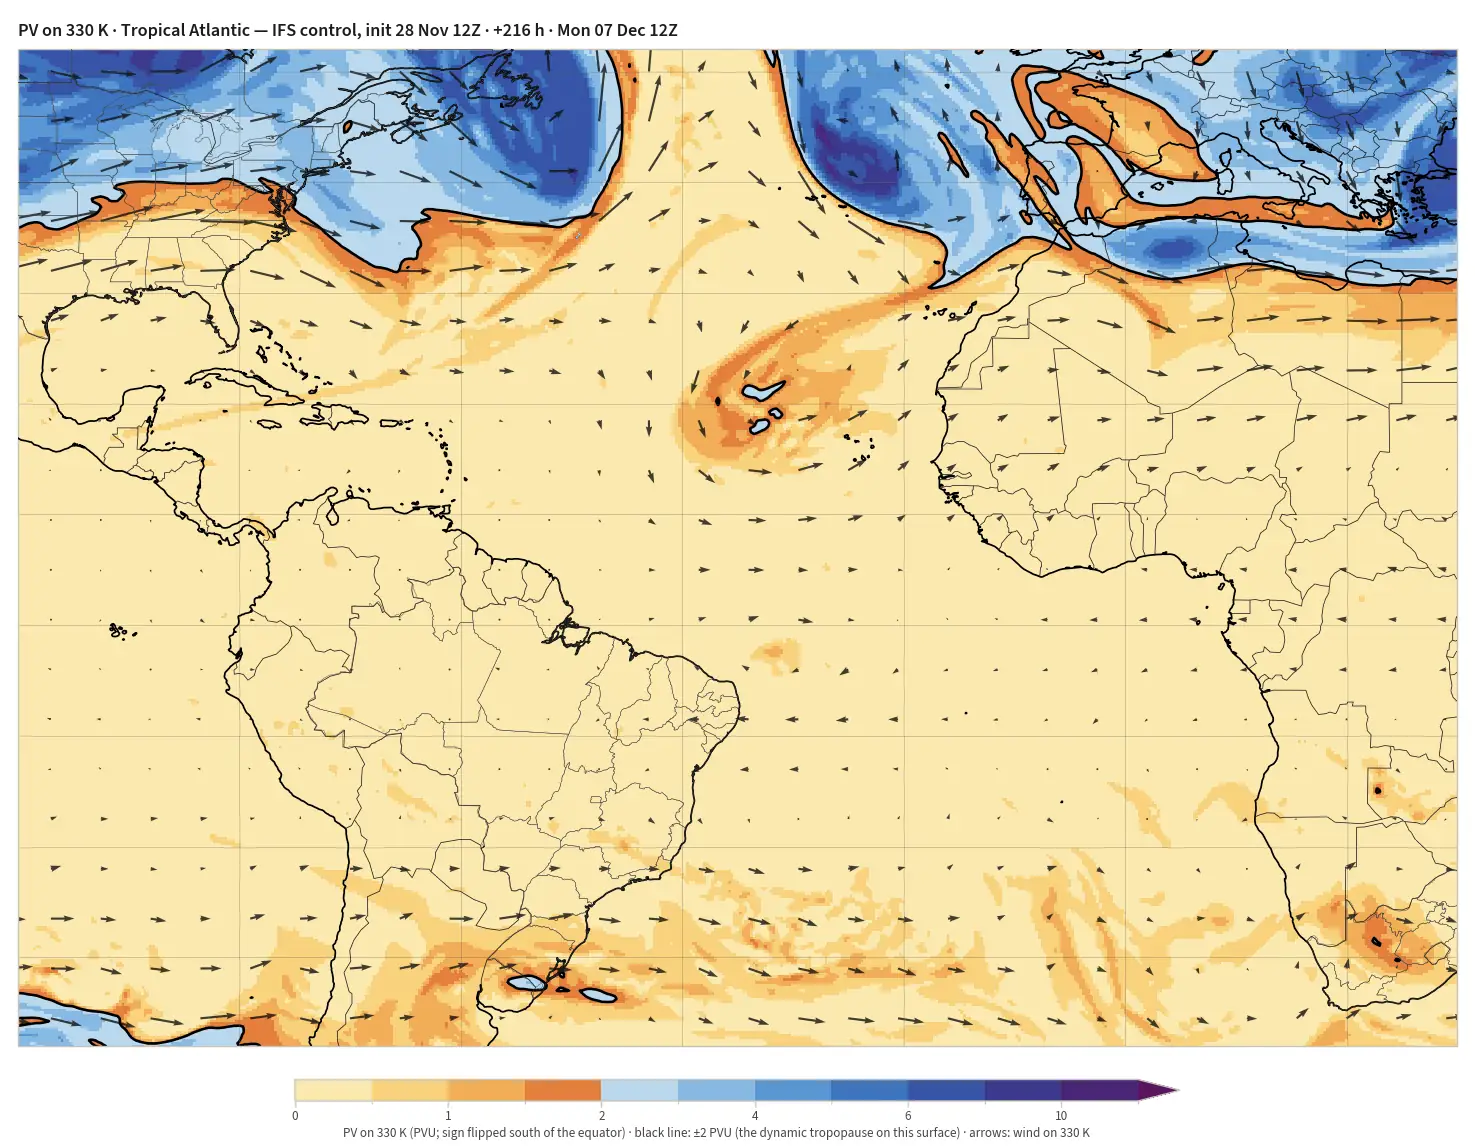 PV on 330 K · Tropical Atlantic — IFS control, init 28 Nov 12Z · +216 h · Mon 07 Dec 12Z
0 1 2 4 6 10
PV on 330 K (PVU; sign flipped south of the equator) · black line: ±2 PVU (the dynamic tropopause on this surface) · arrows: wind on 330 K